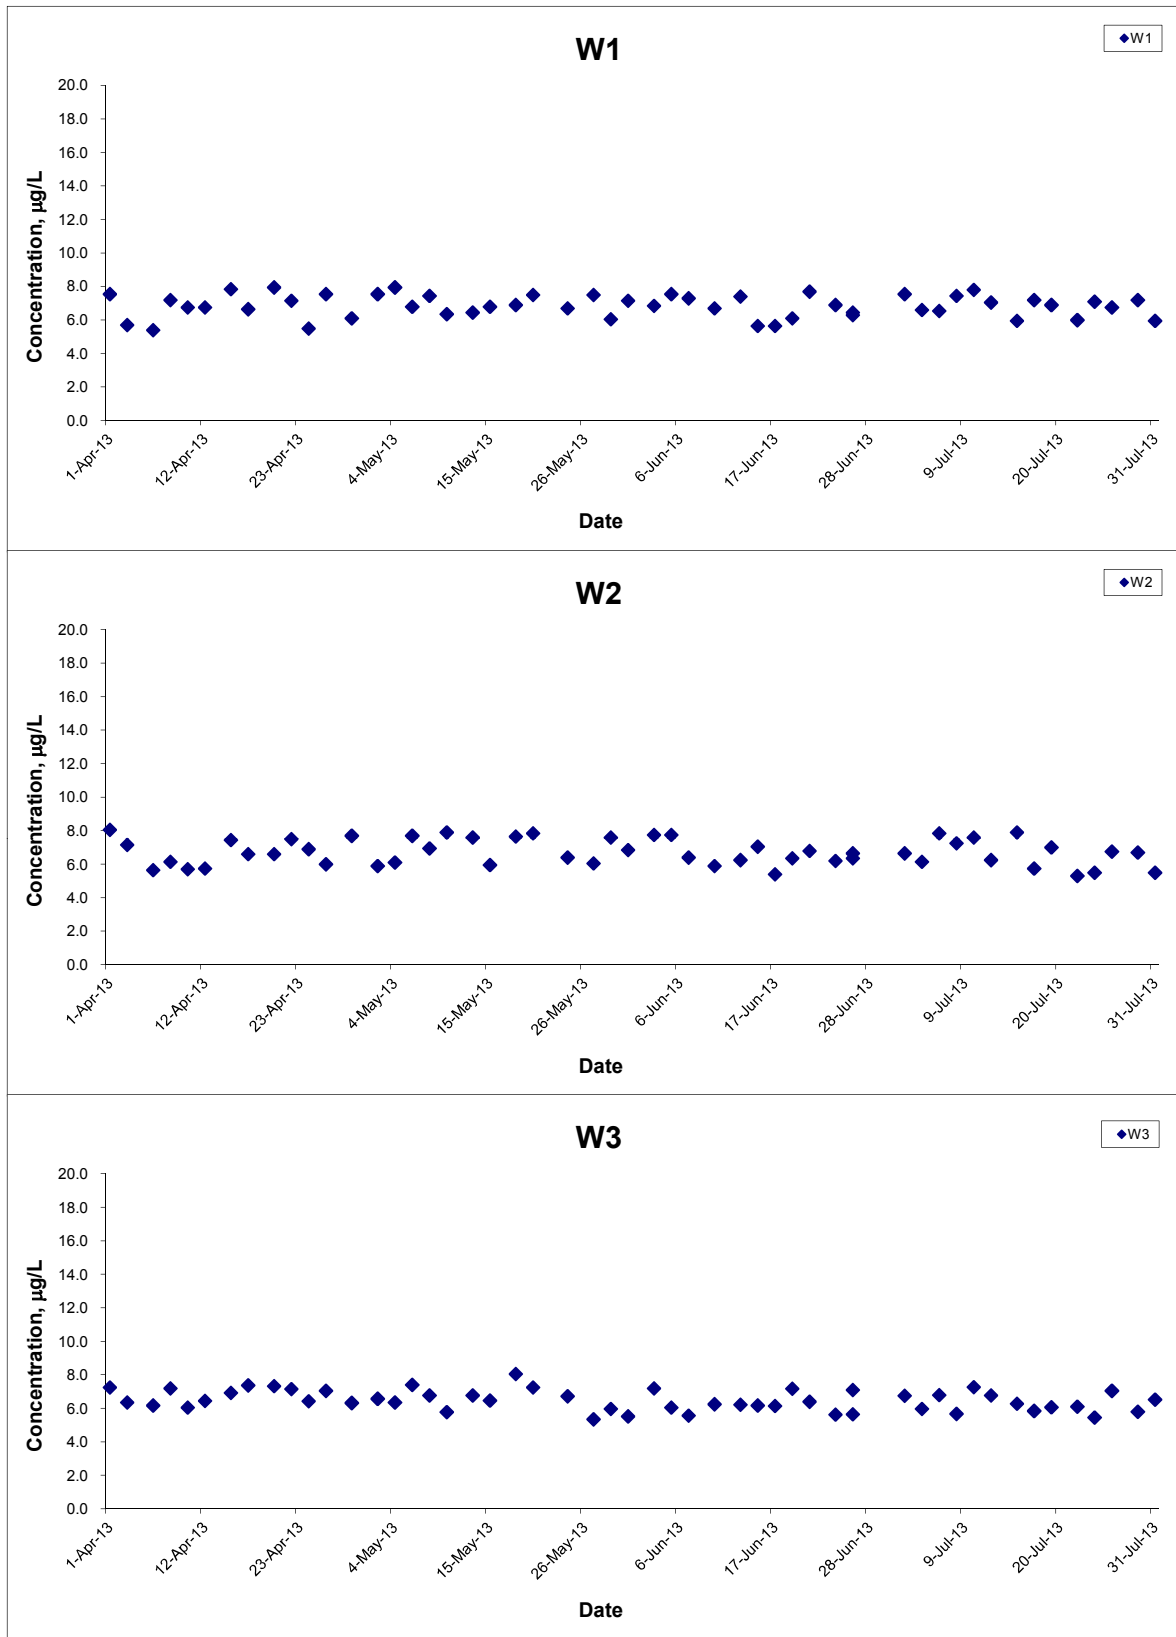 W1
W1
20.0
18.0
16.0
14.0
12.0
10.0
8.0
6.0
4.0
2.0
0.0
Concentration, µg/L
1-Apr-13 12-Apr-13 23-Apr-13 4-May-13 15-May-13 26-May-13 6-Jun-13 17-Jun-13 28-Jun-13 9-Jul-13 20-Jul-13 31-Jul-13
Date
W2
W2
20.0
18.0
16.0
14.0
12.0
10.0
8.0
6.0
4.0
2.0
0.0
Concentration, µg/L
1-Apr-13 12-Apr-13 23-Apr-13 4-May-13 15-May-13 26-May-13 6-Jun-13 17-Jun-13 28-Jun-13 9-Jul-13 20-Jul-13 31-Jul-13
Date
W3
W3
20.0
18.0
16.0
14.0
12.0
10.0
8.0
6.0
4.0
2.0
0.0
Concentration, µg/L
1-Apr-13 12-Apr-13 23-Apr-13 4-May-13 15-May-13 26-May-13 6-Jun-13 17-Jun-13 28-Jun-13 9-Jul-13 20-Jul-13 31-Jul-13
Date